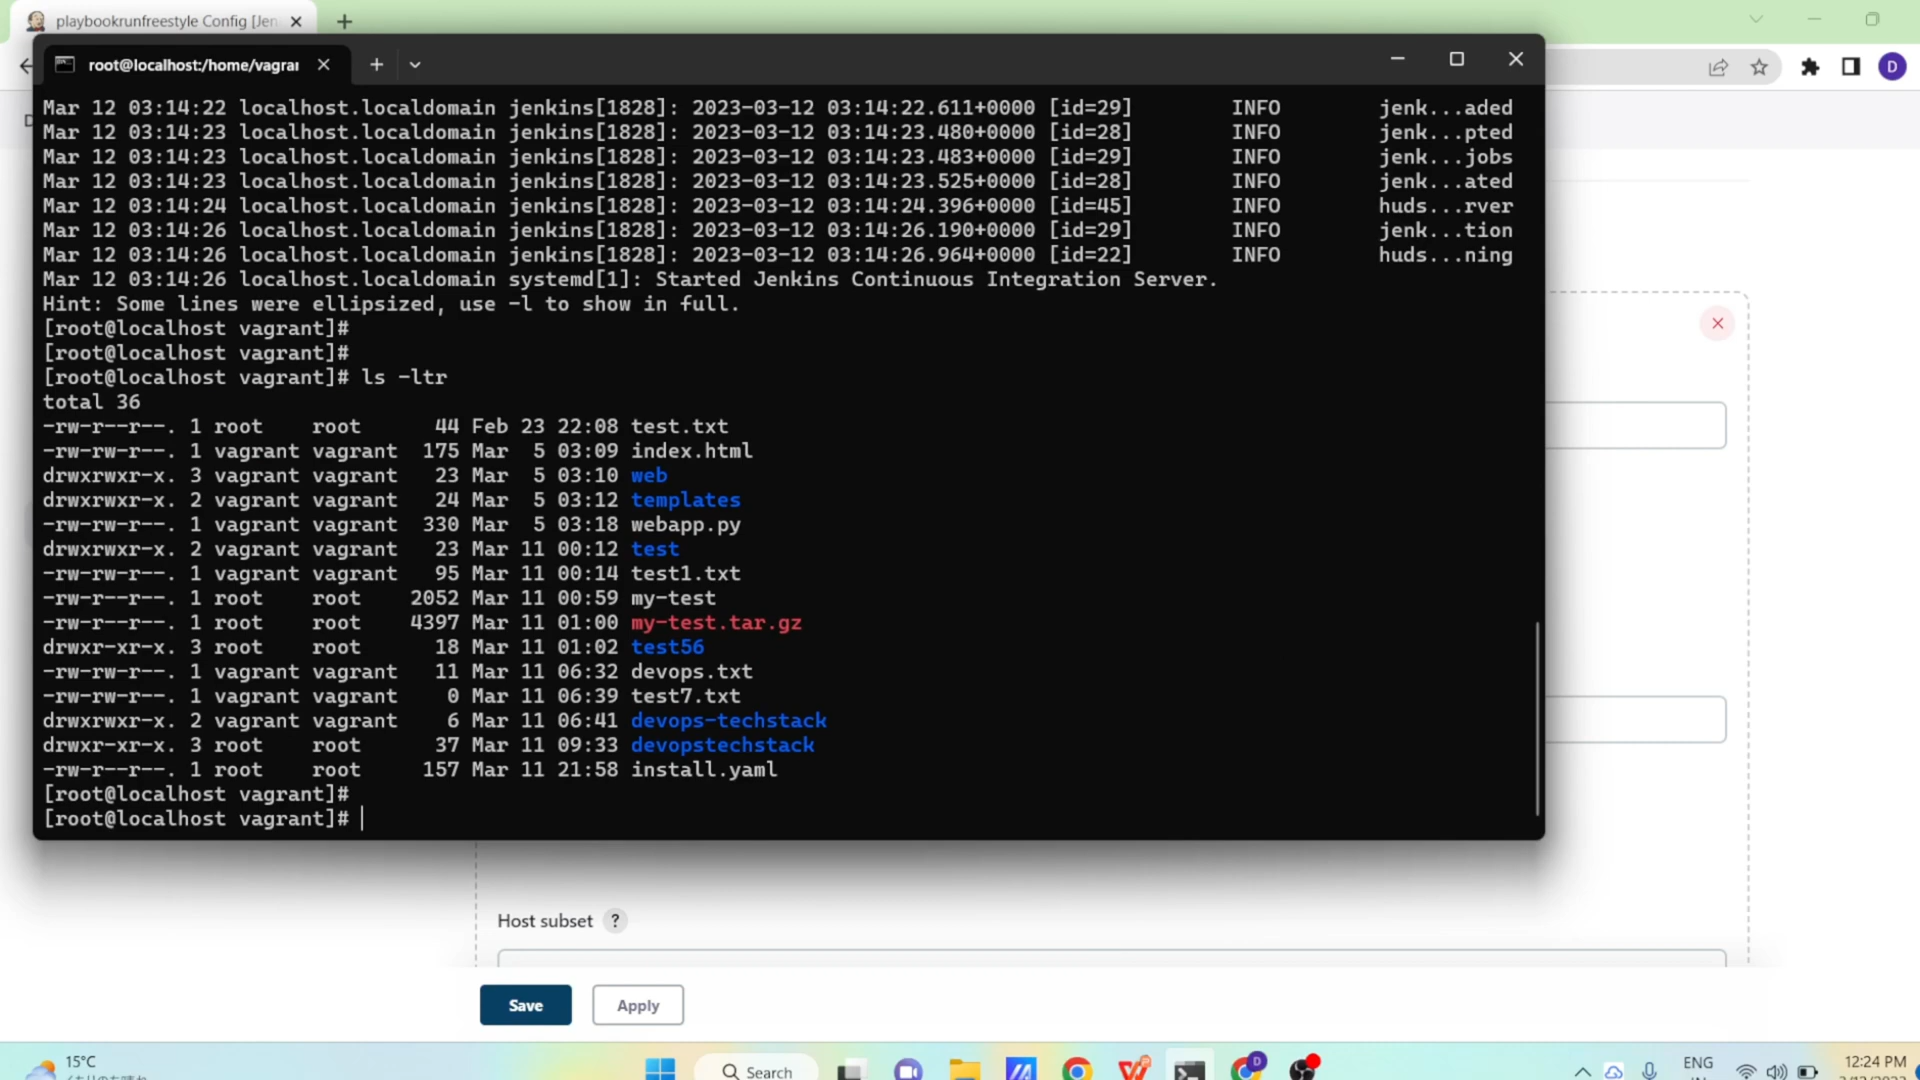 playbookrunfreestyle Config [Jen
root@localhost:/home/vagrar
D
Mar 12 03:14:22 localhost.localdomain jenkins[1828]: 2023-03-12 03:14:22.611+0000 [id=29] INFO jenk...aded
Mar 12 03:14:23 localhost.localdomain jenkins[1828]: 2023-03-12 03:14:23.480+0000 [id=28] INFO jenk...pted
Mar 12 03:14:23 localhost.localdomain jenkins[1828]: 2023-03-12 03:14:23.483+0000 [id=29] INFO jenk...jobs
Mar 12 03:14:23 localhost.localdomain jenkins[1828]: 2023-03-12 03:14:23.525+0000 [id=28] INFO jenk...ated
Mar 12 03:14:24 localhost.localdomain jenkins[1828]: 2023-03-12 03:14:24.396+0000 [id=45] INFO huds...rver
Mar 12 03:14:26 localhost.localdomain jenkins[1828]: 2023-03-12 03:14:26.190+0000 [id=29] INFO jenk...tion
Mar 12 03:14:26 localhost.localdomain jenkins[1828]: 2023-03-12 03:14:26.964+0000 [id=22] INFO huds...ning
Mar 12 03:14:26 localhost.localdomain systemd[1]: Started Jenkins Continuous Integration Server.
Hint: Some lines were ellipsized, use -l to show in full.
[root@localhost vagrant]#
[root@localhost vagrant]#
[root@localhost vagrant]# ls -ltr
total 36
-rw-r--r--. 1 root root 44 Feb 23 22:08 test.txt
-rw-rw-r--. 1 vagrant vagrant 175 Mar 5 03:09 index.html
drwxrwxr-x. 3 vagrant vagrant 23 Mar 5 03:10 web
drwxrwxr-x. 2 vagrant vagrant 24 Mar 5 03:12 templates
-rw-rw-r--. 1 vagrant vagrant 330 Mar 5 03:18 webapp.py
drwxrwxr-x. 2 vagrant vagrant 23 Mar 11 00:12 test
-rw-rw-r--. 1 vagrant vagrant 95 Mar 11 00:14 test1.txt
-rw-r--r--. 1 root root 2052 Mar 11 00:59 my-test
-rw-r--r--. 1 root root 4397 Mar 11 01:00 my-test.tar.gz
drwxr-xr-x. 3 root root 18 Mar 11 01:02 test56
-rw-rw-r--. 1 vagrant vagrant 11 Mar 11 06:32 devops.txt
-rw-rw-r--. 1 vagrant vagrant 0 Mar 11 06:39 test7.txt
drwxrwxr-x. 2 vagrant vagrant 6 Mar 11 06:41 devops-techstack
drwxr-xr-x. 3 root root 37 Mar 11 09:33 devopstechstack
-rw-r--r--. 1 root root 157 Mar 11 21:58 install.yaml
[root@localhost vagrant]#
[root@localhost vagrant]#
Host subset ?
Save Apply
15°C
Search
ENG
12:24 PM